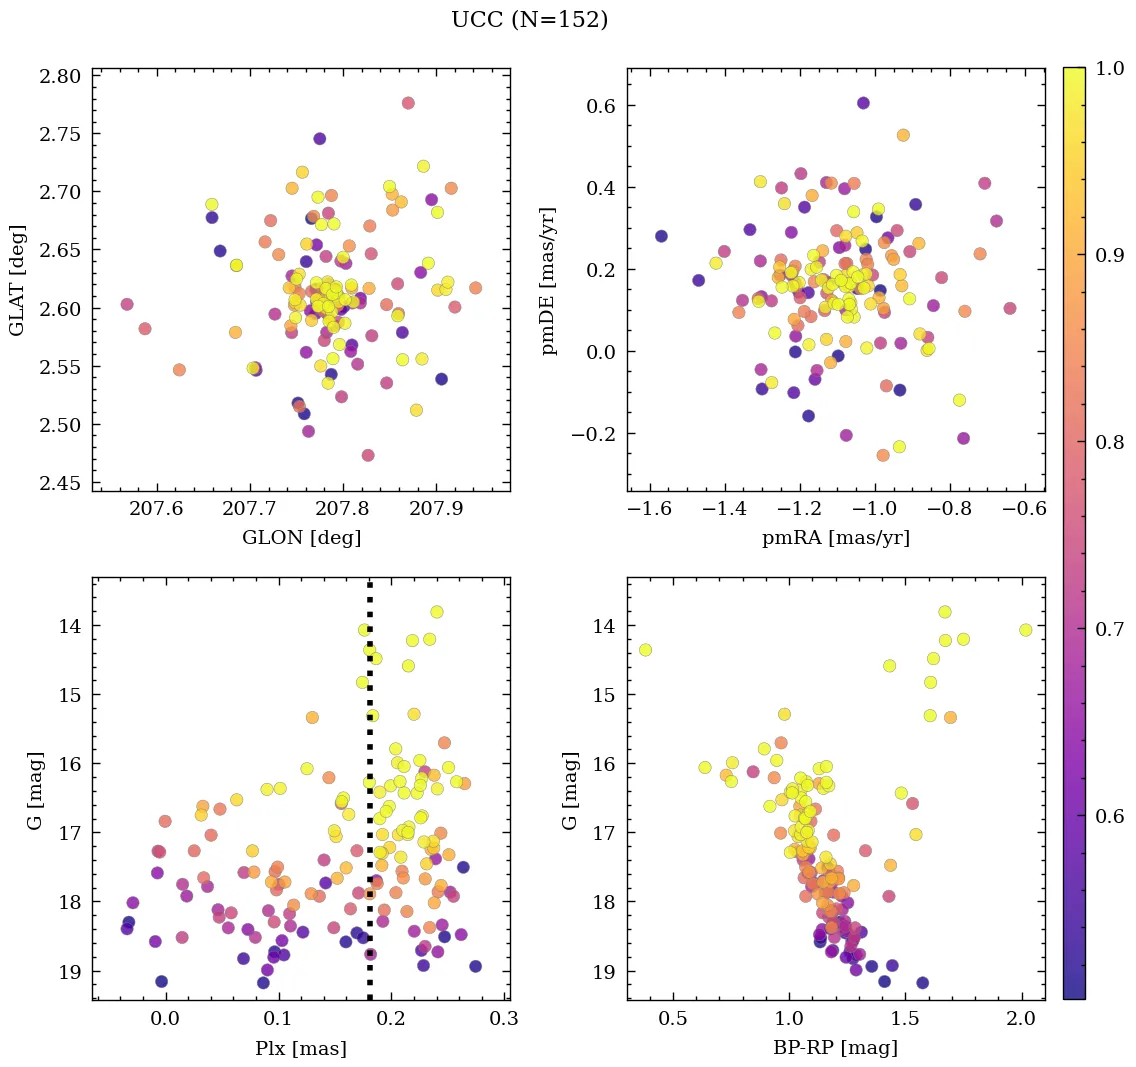 UCC (N=152)
2.80
2.75
2.70
2.65
2.60
2.55
2.50
2.45
GLAT [deg]
207.6 207.7 207.8 207.9
GLON [deg]
0.6
0.4
0.2
0.0
−0.2
pmDE [mas/yr]
−1.6 −1.4 −1.2 −1.0 −0.8 −0.6
pmRA [mas/yr]
14
15
16
17
18
19
G [mag]
0.0 0.1 0.2 0.3
Plx [mas]
14
15
16
17
18
19
G [mag]
0.5 1.0 1.5 2.0
BP-RP [mag]
1.0
0.9
0.8
0.7
0.6